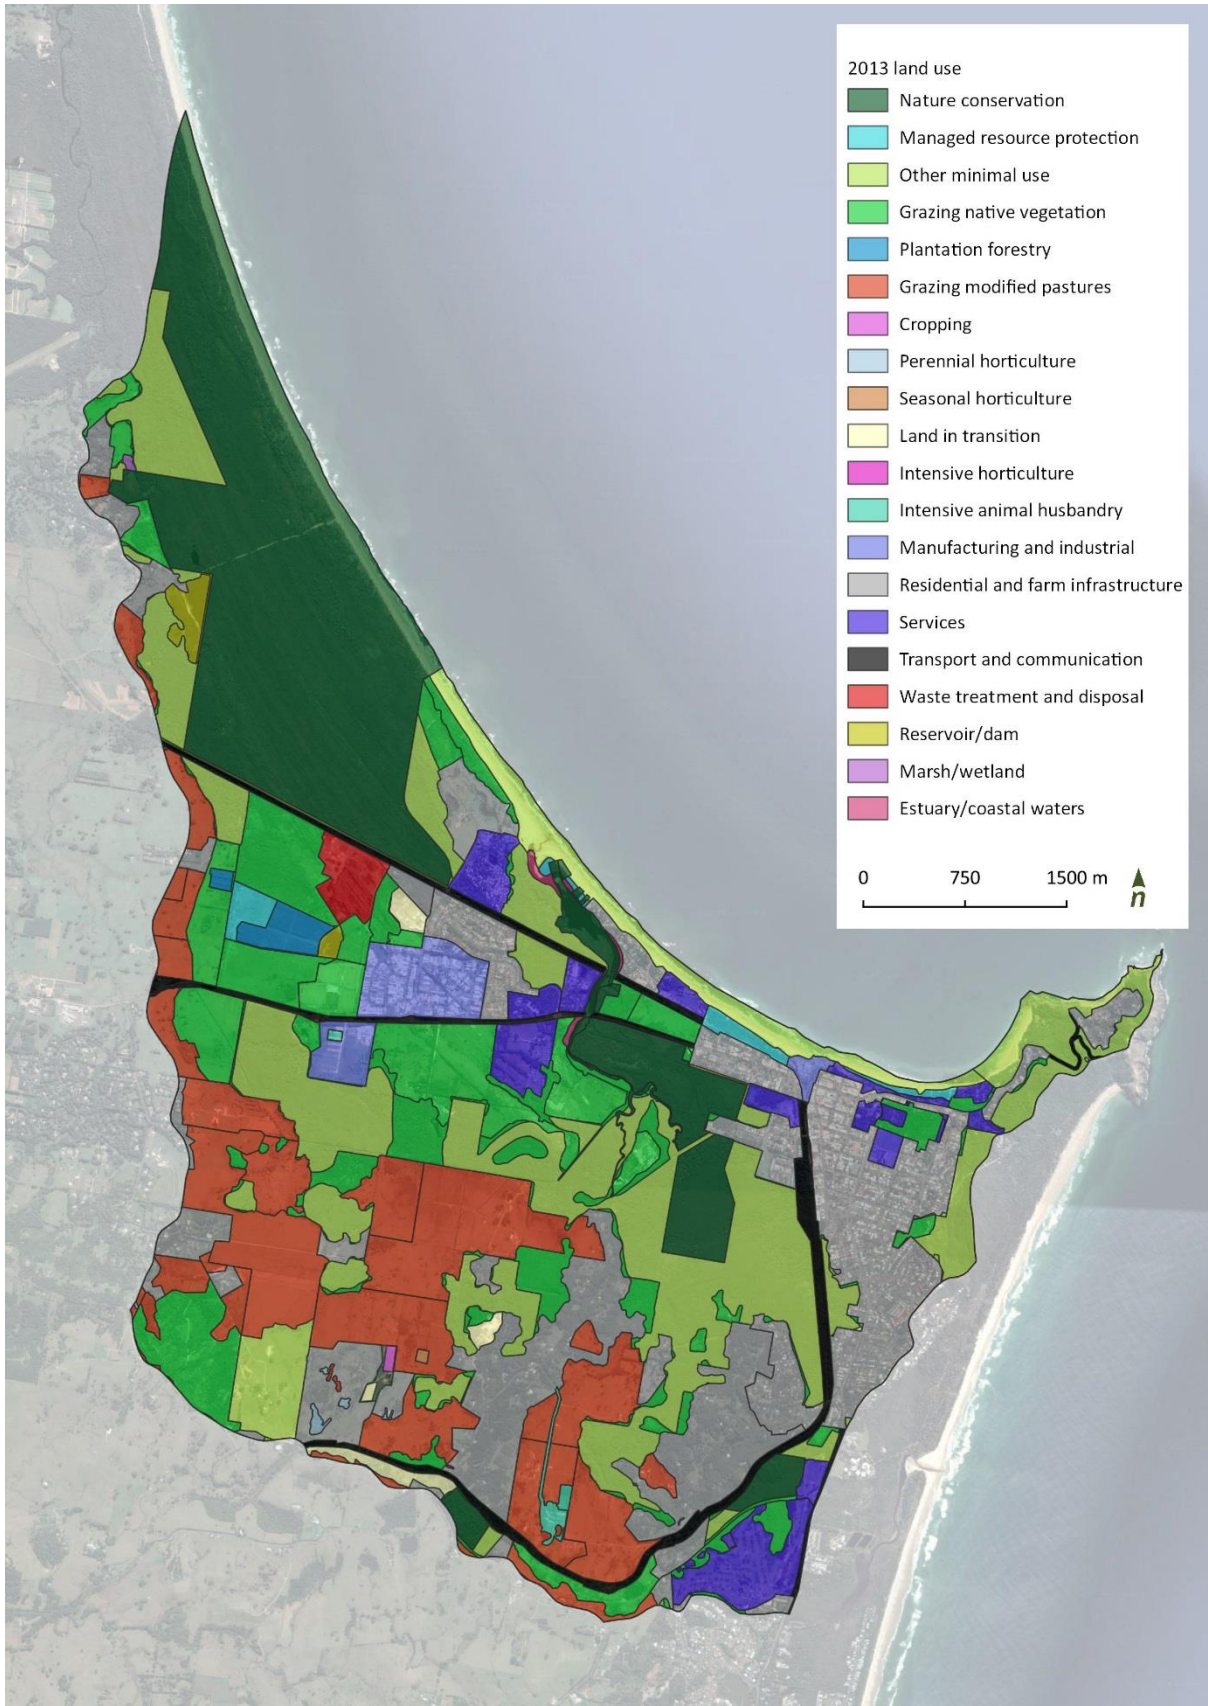 2013 land use
Nature conservation
Managed resource protection
Other minimal use
Grazing native vegetation
Plantation forestry
Grazing modified pastures
Cropping
Perennial horticulture
Seasonal horticulture
Land in transition
Intensive horticulture
Intensive animal husbandry
Manufacturing and industrial
Residential and farm infrastructure
Services
Transport and communication
Waste treatment and disposal
Reservoir/dam
Marsh/wetland
Estuary/coastal waters
0 750 1500 m
n